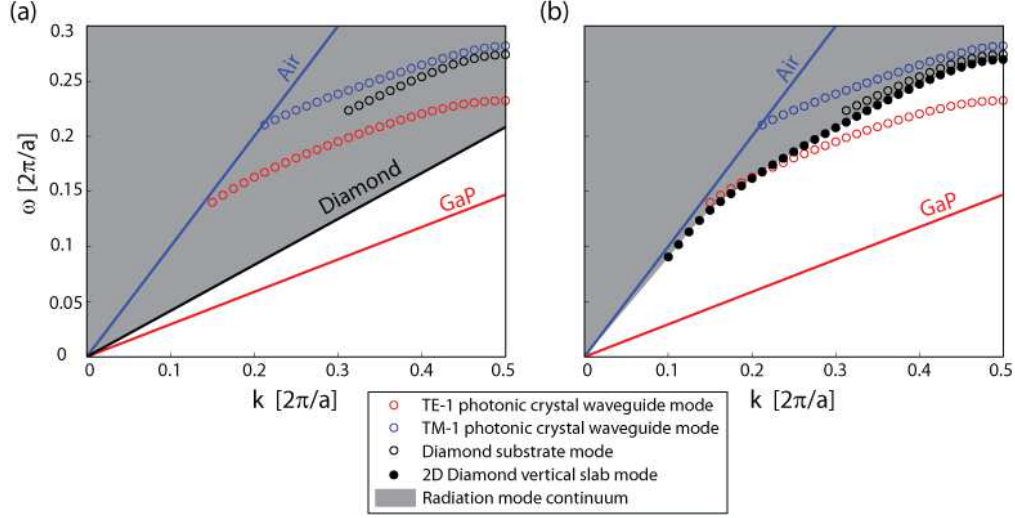 (a)
(b)
0.3
0.25
0.2
0.15
0.1
0.05
0
ω [2π/a]
Air
Diamond
GaP
Air
GaP
0 0.1 0.2 0.3 0.4 0.5
0 0.1 0.2 0.3 0.4 0.5
k [2π/a]
k [2π/a]
TE-1 photonic crystal waveguide mode
TM-1 photonic crystal waveguide mode
Diamond substrate mode
2D Diamond vertical slab mode
Radiation mode continuum